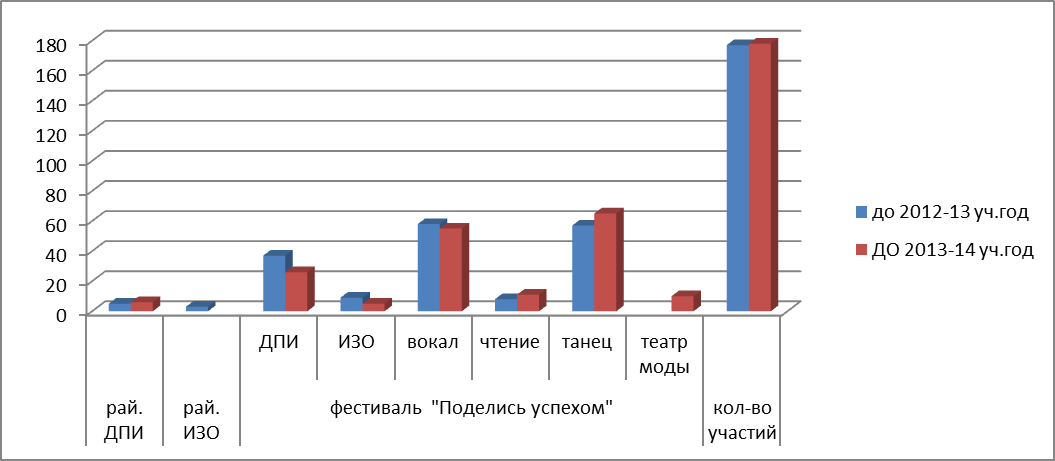 180
160
140
120
100
80
60
40
20
0
ДПИ
ИЗО
вокал
чтение
танец
театр
моды
рай.
ДПИ
рай.
ИЗО
фестиваль "Поделись успехом"
кол-во
участий
до 2012-13 уч.год
ДО 2013-14 уч.год